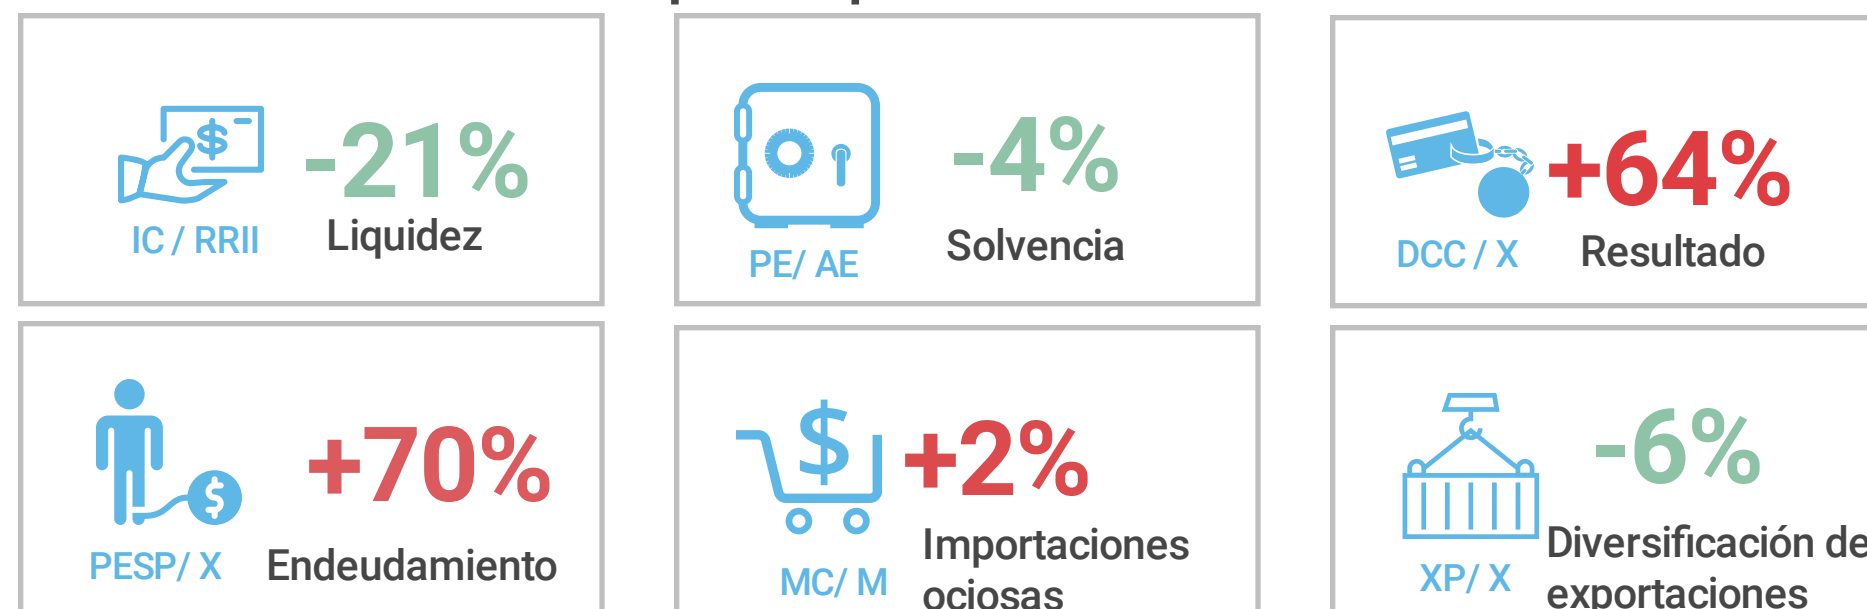 -21%
IC / RRII
Liquidez
-4%
PE/ AE
Solvencia
+64%
DCC / X
Resultado
+70%
PESP/ X
Endeudamiento
$
+2%
MC/ M
Importaciones
ociosas
-6%
XP/ X
Diversificación de
exportaciones